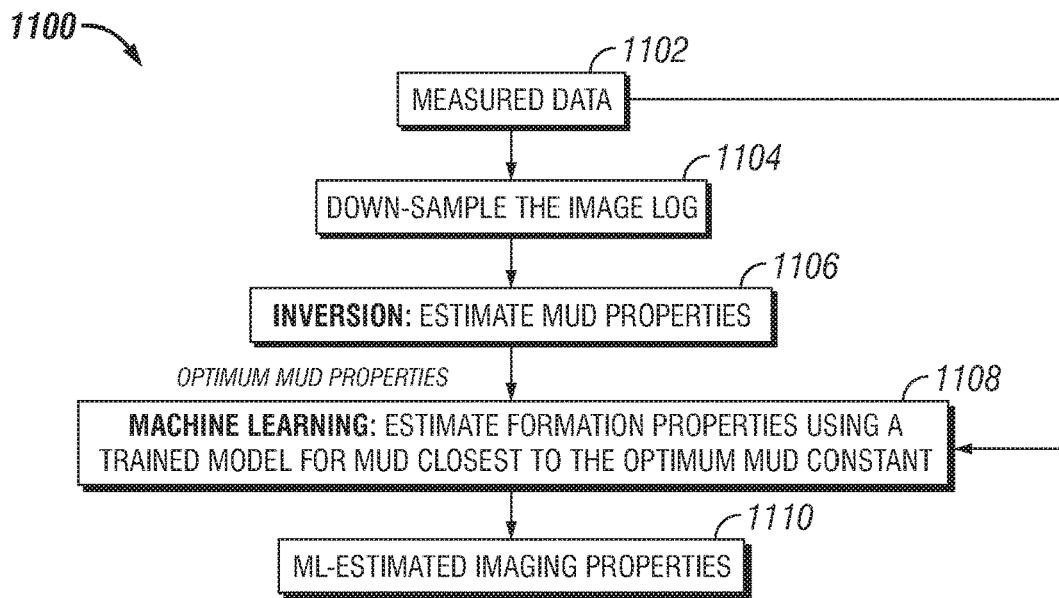 1100
1102
MEASURED DATA
1104
DOWN-SAMPLE THE IMAGE LOG
1106
INVERSION: ESTIMATE MUD PROPERTIES
OPTIMUM MUD PROPERTIES
1108
MACHINE LEARNING: ESTIMATE FORMATION PROPERTIES USING A
TRAINED MODEL FOR MUD CLOSEST TO THE OPTIMUM MUD CONSTANT
1110
ML-ESTIMATED IMAGING PROPERTIES